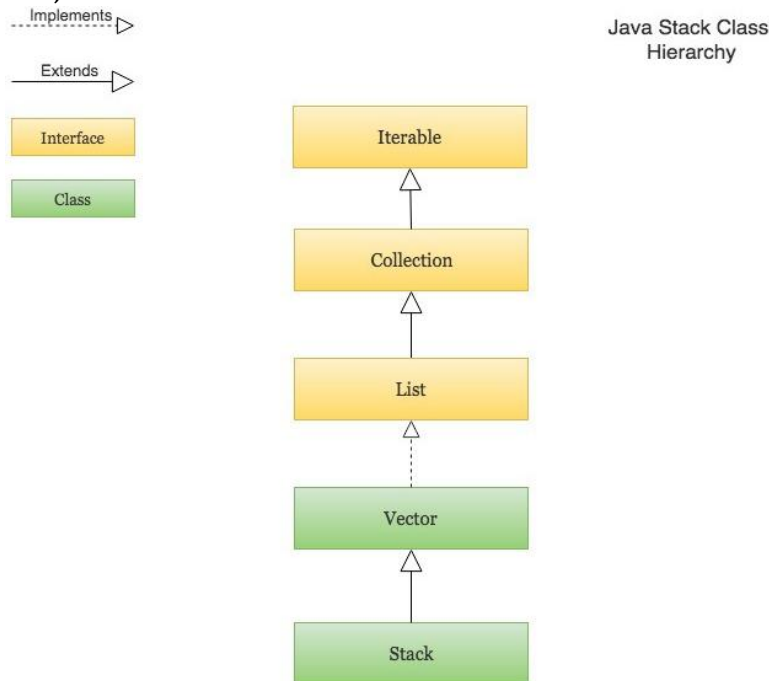 Implements
Java Stack Class
Hierarchy
Extends
Interface
Iterable
Class
Collection
List
Vector
Stack